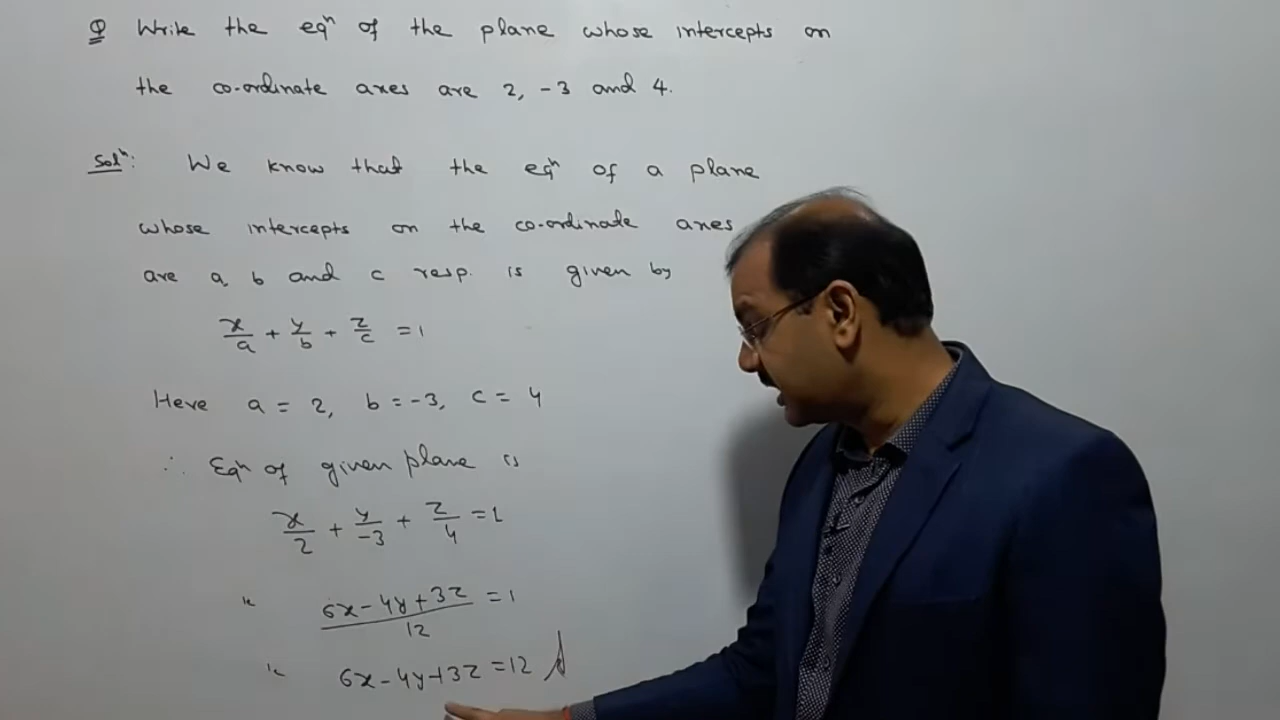 Q Write the eqⁿ of the plane whose intercepts on
the co-ordinate axes are 2, -3 and 4.
Solⁿ: We know that the eqⁿ of a plane
whose intercepts on the co-ordinate axes
are a, b and c resp. is given by
x/a + y/b + z/c = 1
Here a = 2, b = -3, c = 4
∴ Eqⁿ of given plane is
x/2 + y/-3 + z/4 = 1
(6x - 4y + 3z)/12 = 1
6x - 4y + 3z = 12